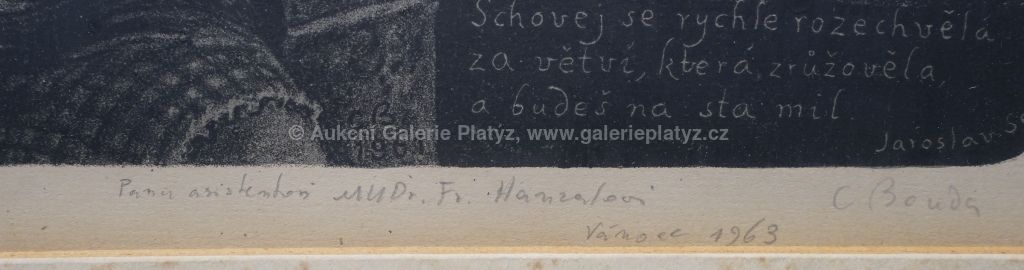 Schovej se rychle rozechvělá
za větví, která zrůžověla,
a budeš na sta mil.
Jaroslav
© Aukční Galerie Platýz, www.galerieplatyz.cz
Panu asistentovi MUDr. Fr. Hanzalovi
C Bouda
Vánoce 1963